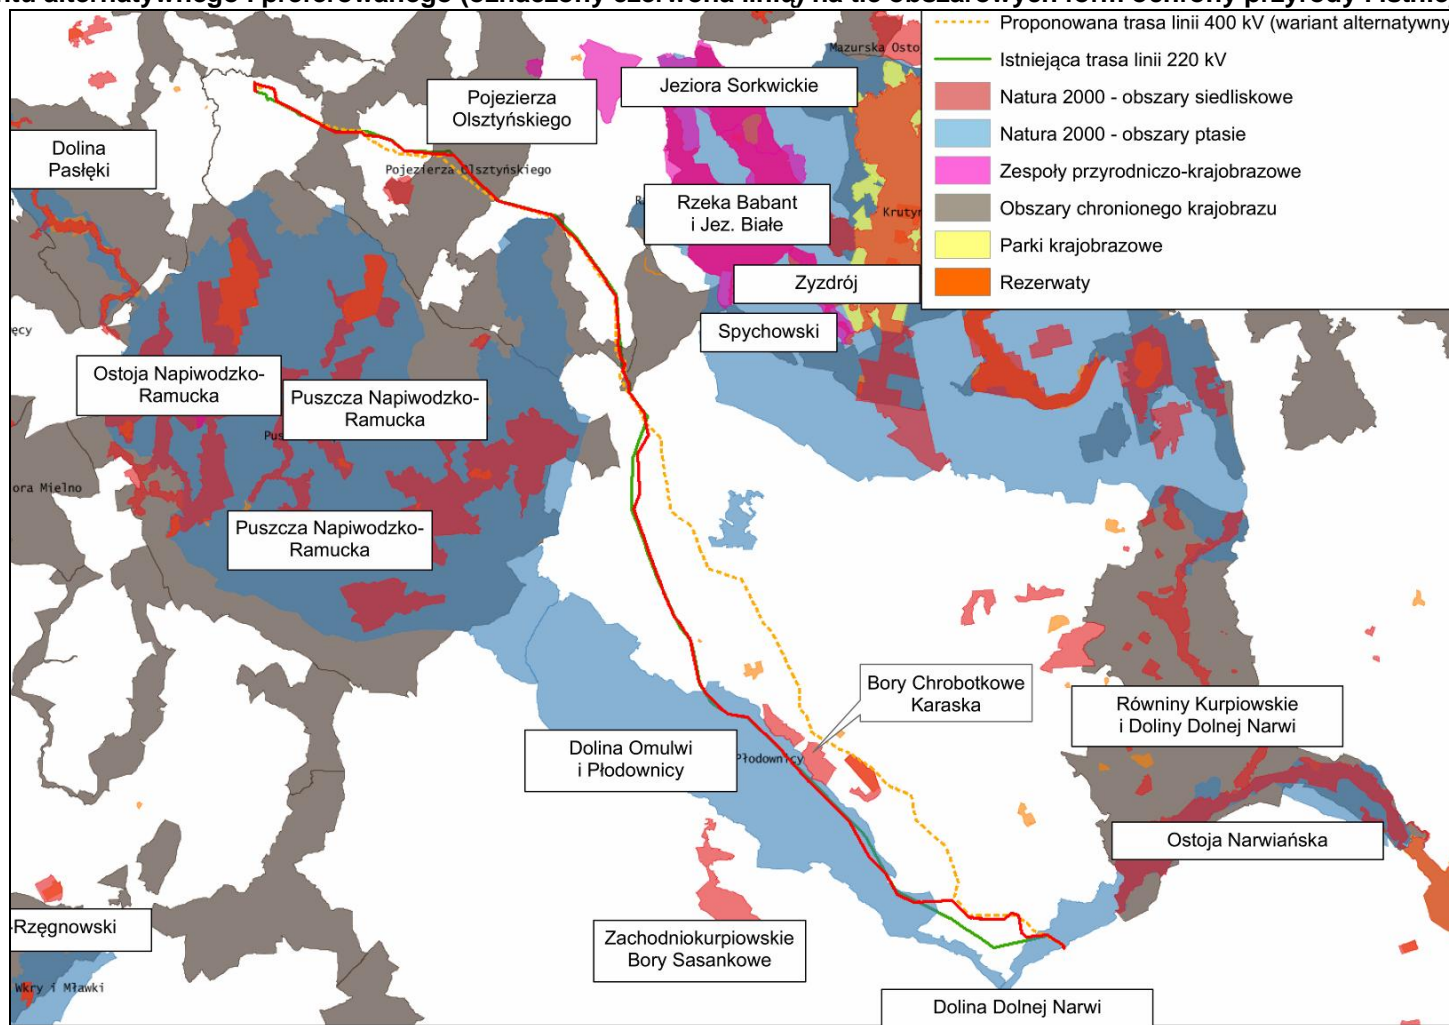 Proponowana trasa linii 400 kV (wariant alternatywny
Istniejąca trasa linii 220 kV
Natura 2000 - obszary siedliskowe
Natura 2000 - obszary ptasie
Zespoły przyrodniczo-krajobrazowe
Obszary chronionego krajobrazu
Parki krajobrazowe
Rezerwaty
Mazurska Osto
Jeziora Sorkwickie
Pojezierza
Olsztyńskiego
Dolina
Pasłęki
Pojezierza Olsztyńskiego
Rzeka Babant
i Jez. Białe
Krutyn
Zyzdrój
Spychowski
ęcy
Ostoja Napiwodzko-
Ramucka
Puszcza Napiwodzko-
Ramucka
ora Mielno
Puszcza Napiwodzko-
Ramucka
Bory Chrobotkowe
Karaska
Równiny Kurpiowskie
i Doliny Dolnej Narwi
Dolina Omulwi
i Płodownicy
Płodownicy
Ostoja Narwiańska
-Rzęgnowski
Zachodniokurpiowskie
Bory Sasankowe
Wkry i Mławki
Dolina Dolnej Narwi